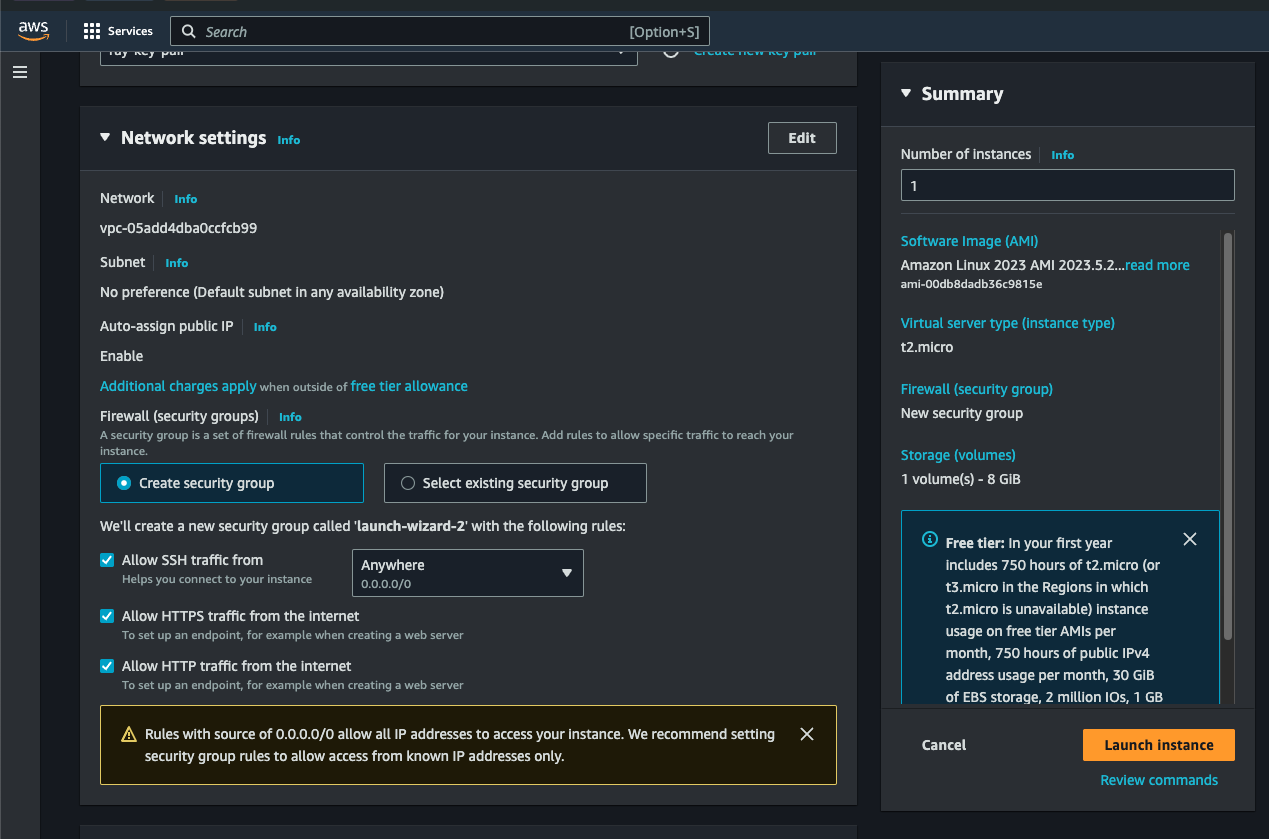 aws
Services
Search
[Option+S]
Create new key pair
Network settings
Info
Edit
Network
Info
vpc-05add4dba0ccfcb99
Subnet
Info
No preference (Default subnet in any availability zone)
Auto-assign public IP
Info
Enable
Additional charges apply when outside of free tier allowance
Firewall (security groups)
Info
A security group is a set of firewall rules that control the traffic for your instance. Add rules to allow specific traffic to reach your
instance.
Create security group
Select existing security group
We'll create a new security group called 'launch-wizard-2' with the following rules:
Allow SSH traffic from
Helps you connect to your instance
Anywhere
0.0.0.0/0
Allow HTTPS traffic from the internet
To set up an endpoint, for example when creating a web server
Allow HTTP traffic from the internet
To set up an endpoint, for example when creating a web server
Rules with source of 0.0.0.0/0 allow all IP addresses to access your instance. We recommend setting
security group rules to allow access from known IP addresses only.
Summary
Number of instances
Info
1
Software Image (AMI)
Amazon Linux 2023 AMI 2023.5.2...read more
ami-00db8dadb36c9815e
Virtual server type (instance type)
t2.micro
Firewall (security group)
New security group
Storage (volumes)
1 volume(s) - 8 GiB
Free tier: In your first year
includes 750 hours of t2.micro (or
t3.micro in the Regions in which
t2.micro is unavailable) instance
usage on free tier AMIs per
month, 750 hours of public IPv4
address usage per month, 30 GiB
of EBS storage, 2 million IOs, 1 GB
Cancel
Launch instance
Review commands